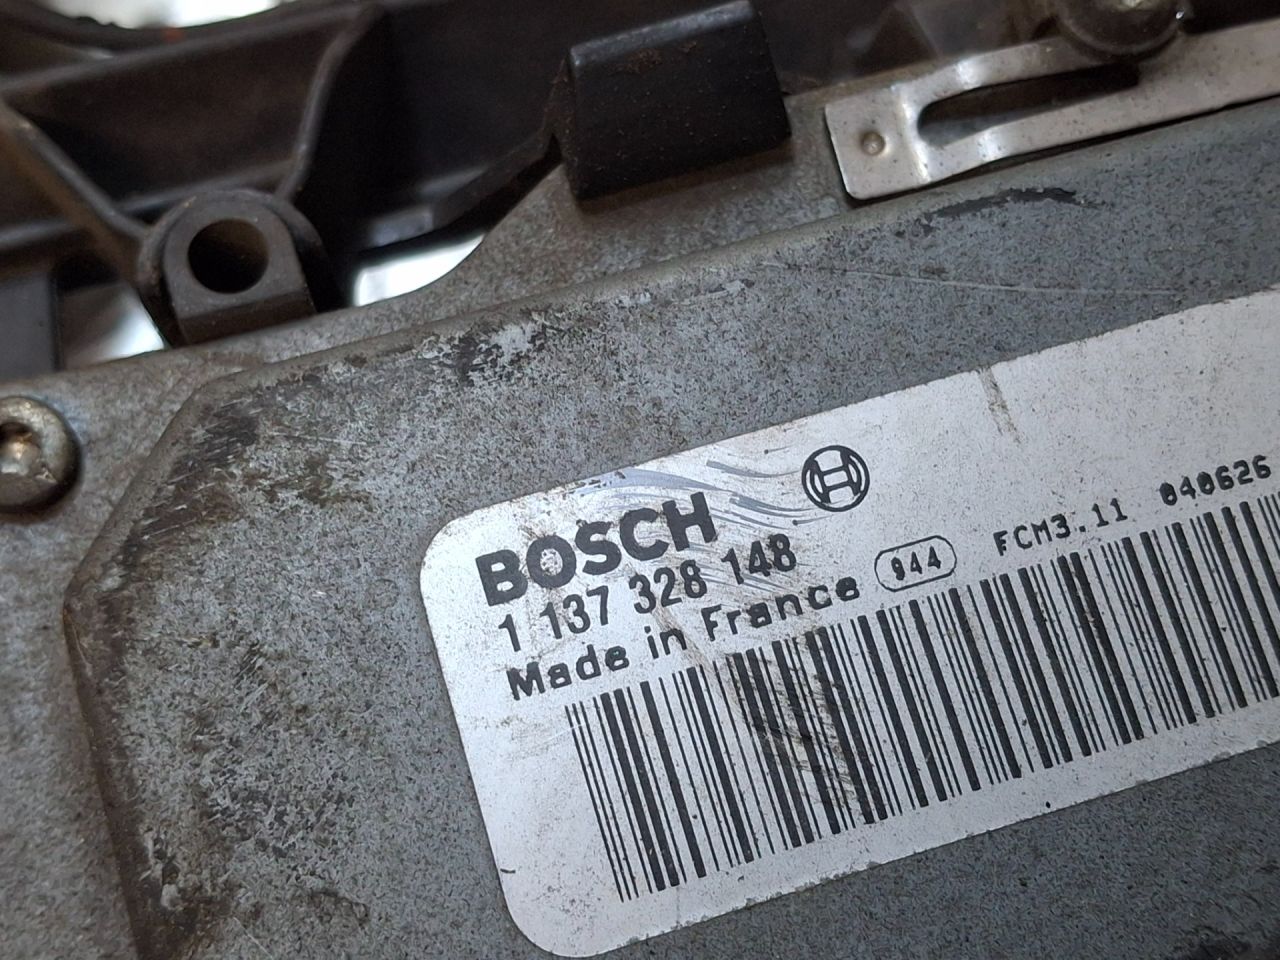 BOSCH
1 137 328 148
Made in France 944 FCM3.11 040626